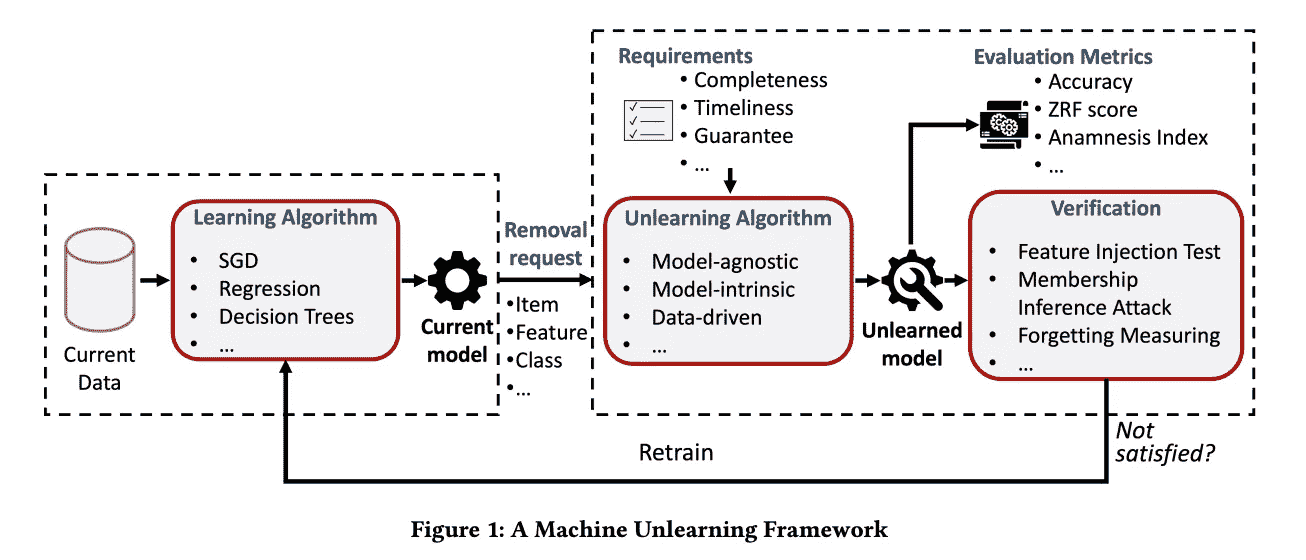 Requirements
• Completeness
• Timeliness
• Guarantee
• ...
Evaluation Metrics
• Accuracy
• ZRF score
• Anamnesis Index
• ...
Current
Data
Learning Algorithm
• SGD
• Regression
• Decision Trees
• ...
Current
model
Removal
request
•Item
•Feature
•Class
•...
Unlearning Algorithm
• Model-agnostic
• Model-intrinsic
• Data-driven
• ...
Unlearned
model
Verification
• Feature Injection Test
• Membership
Inference Attack
• Forgetting Measuring
• ...
Not
satisfied?
Retrain
Figure 1: A Machine Unlearning Framework